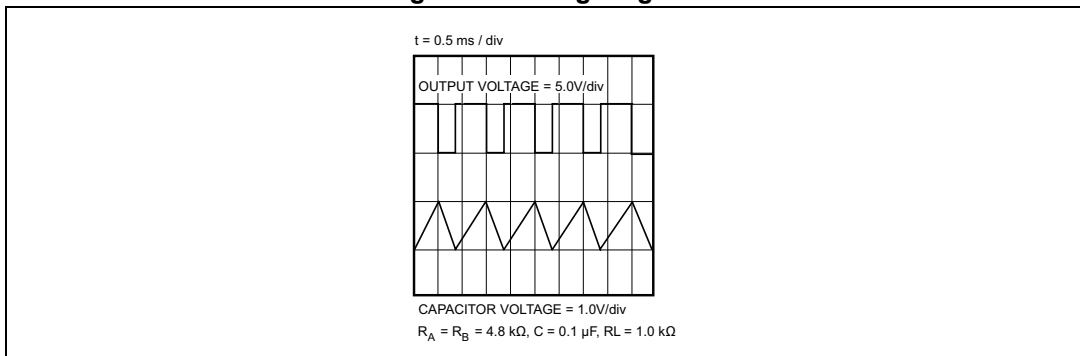 t = 0.5 ms / div
OUTPUT VOLTAGE = 5.0V/div
CAPACITOR VOLTAGE = 1.0V/div
R_A = R_B = 4.8 kΩ, C = 0.1 µF, RL = 1.0 kΩ